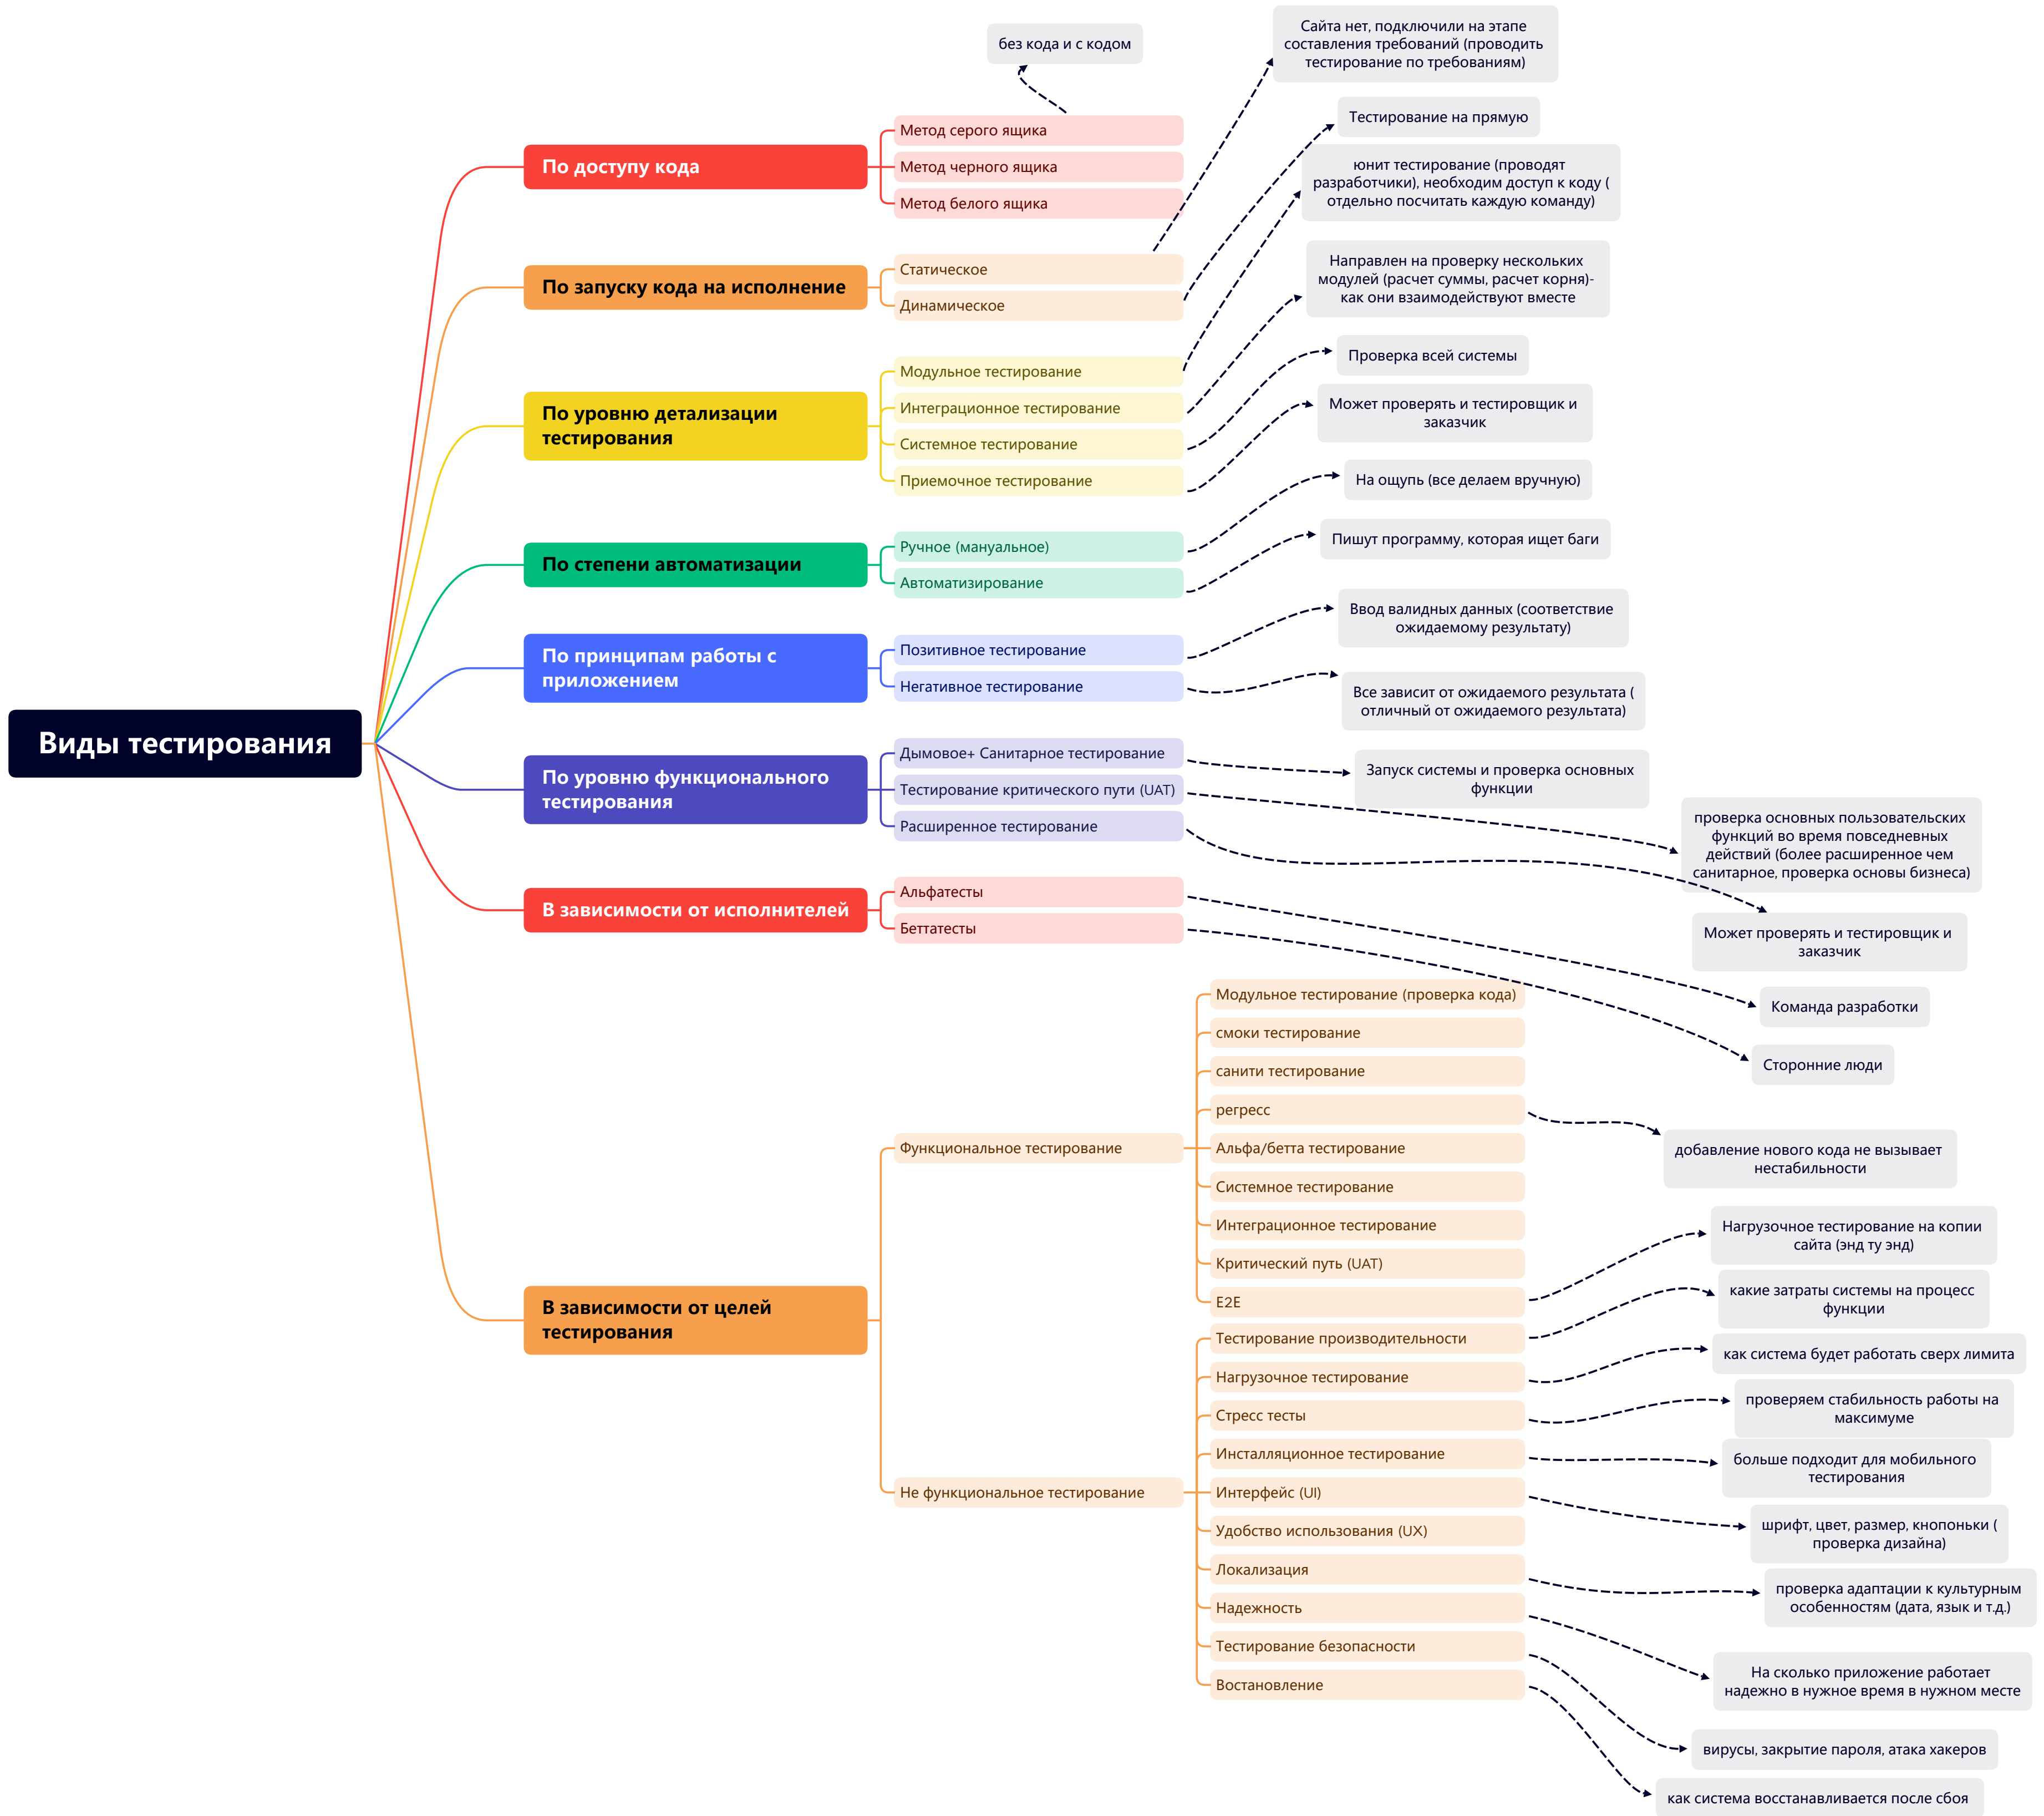 Виды тестирования
По доступу кода
Метод серого ящика
без кода и с кодом
Метод черного ящика
Метод белого ящика
По запуску кода на исполнение
Статическое
Сайта нет, подключили на этапе
составления требований (проводить
тестирование по требованиям)
Динамическое
Тестирование на прямую
По уровню детализации
тестирования
Модульное тестирование
юнит тестирование (проводят
разработчики), необходим доступ к коду (
отдельно посчитать каждую команду)
Интеграционное тестирование
Направлен на проверку нескольких
модулей (расчет суммы, расчет корня)-
как они взаимодействуют вместе
Системное тестирование
Проверка всей системы
Приемочное тестирование
Может проверять и тестировщик и
заказчик
По степени автоматизации
Ручное (мануальное)
На ощупь (все делаем вручную)
Автоматизирование
Пишут программу, которая ищет баги
По принципам работы с
приложением
Позитивное тестирование
Ввод валидных данных (соответствие
ожидаемому результату)
Негативное тестирование
Все зависит от ожидаемого результата (
отличный от ожидаемого результата)
По уровню функционального
тестирования
Дымовое+ Санитарное тестирование
Запуск системы и проверка основных
функции
Тестирование критического пути (UAT)
проверка основных пользовательских
функций во время повседневных
действий (более расширенное чем
санитарное, проверка основы бизнеса)
Расширенное тестирование
Может проверять и тестировщик и
заказчик
В зависимости от исполнителей
Альфатесты
Команда разработки
Беттатесты
Сторонние люди
В зависимости от целей
тестирования
Функциональное тестирование
Модульное тестирование (проверка кода)
смоки тестирование
санити тестирование
регресс
добавление нового кода не вызывает
нестабильности
Альфа/бетта тестирование
Системное тестирование
Интеграционное тестирование
Критический путь (UAT)
E2E
Нагрузочное тестирование на копии
сайта (энд ту энд)
Не функциональное тестирование
Тестирование производительности
какие затраты системы на процесс
функции
Нагрузочное тестирование
как система будет работать сверх лимита
Стресс тесты
проверяем стабильность работы на
максимуме
Инсталляционное тестирование
больше подходит для мобильного
тестирования
Интерфейс (UI)
шрифт, цвет, размер, кнопоньки (
проверка дизайна)
Удобство использования (UX)
Локализация
проверка адаптации к культурным
особенностям (дата, язык и т.д.)
Надежность
На сколько приложение работает
надежно в нужное время в нужном месте
Тестирование безопасности
вирусы, закрытие пароля, атака хакеров
Востановление
как система восстанавливается после сбоя